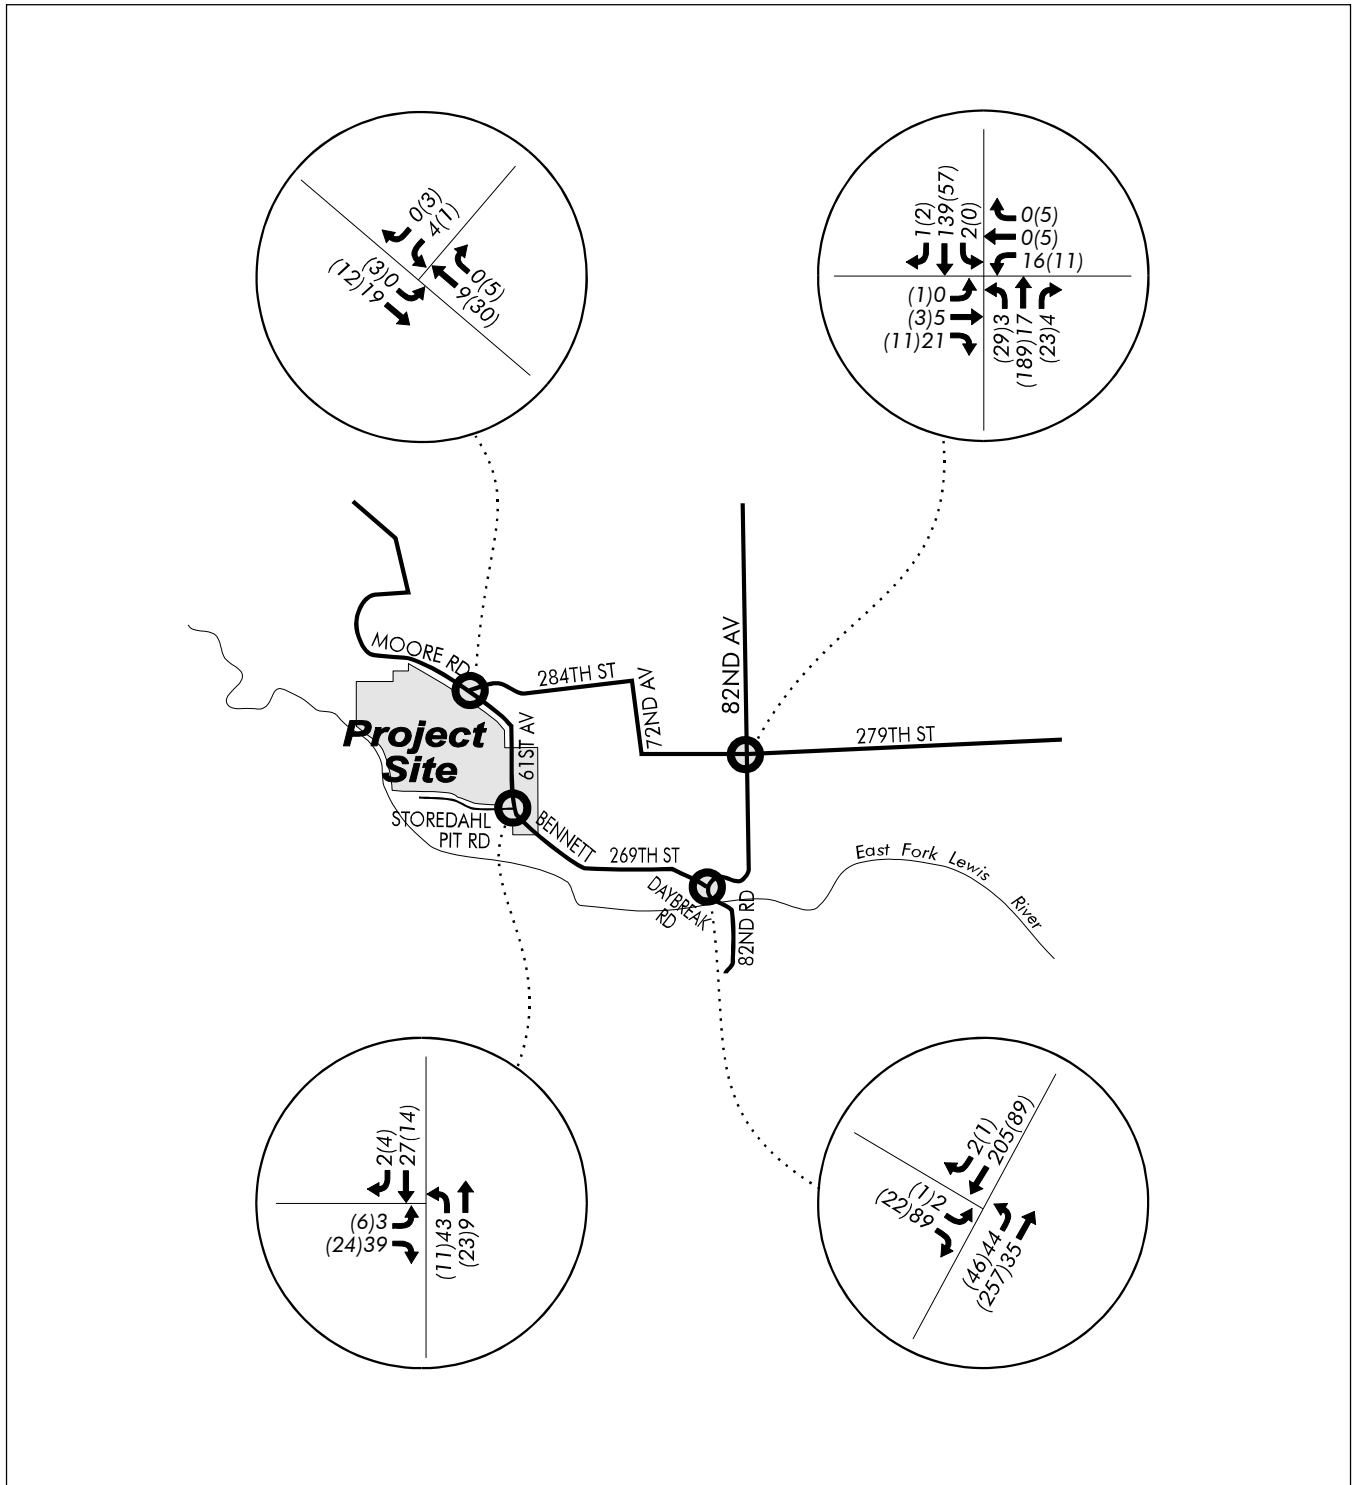 0(3)
4(1)
(3)0
(12)19
0(5)
9(30)
1(2)
139(57)
2(0)
0(5)
0(5)
16(11)
(1)0
(3)5
(11)21
(29)3
(189)17
(23)4
MOORE RD
284TH ST
72ND AV
82ND AV
279TH ST
61ST AV
Project
Site
STOREDAHL
PIT RD
BENNETT
269TH ST
DAYBREAK
RD
82ND RD
East Fork Lewis
River
2(4)
27(14)
(6)3
(24)39
(11)43
(23)9
2(1)
205(89)
(1)2
(22)89
(46)44
(257)35